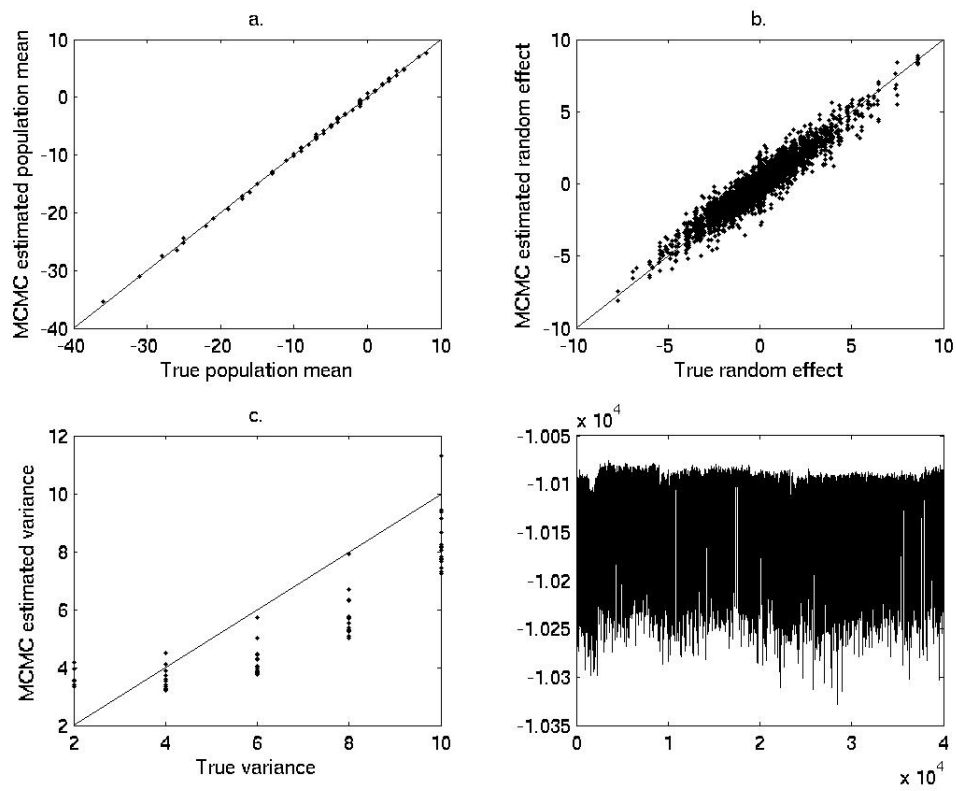 a.
10
0
-10
-20
-30
-40
-40 -30 -20 -10 0 10
MCMC estimated population mean
True population mean
b.
10
5
0
-5
-10
-10 -5 0 5 10
MCMC estimated random effect
True random effect
c.
12
10
8
6
4
2
2 4 6 8 10
MCMC estimated variance
True variance
x 10^4
-1.005
-1.01
-1.015
-1.02
-1.025
-1.03
-1.035
0 1 2 3 4
x 10^4